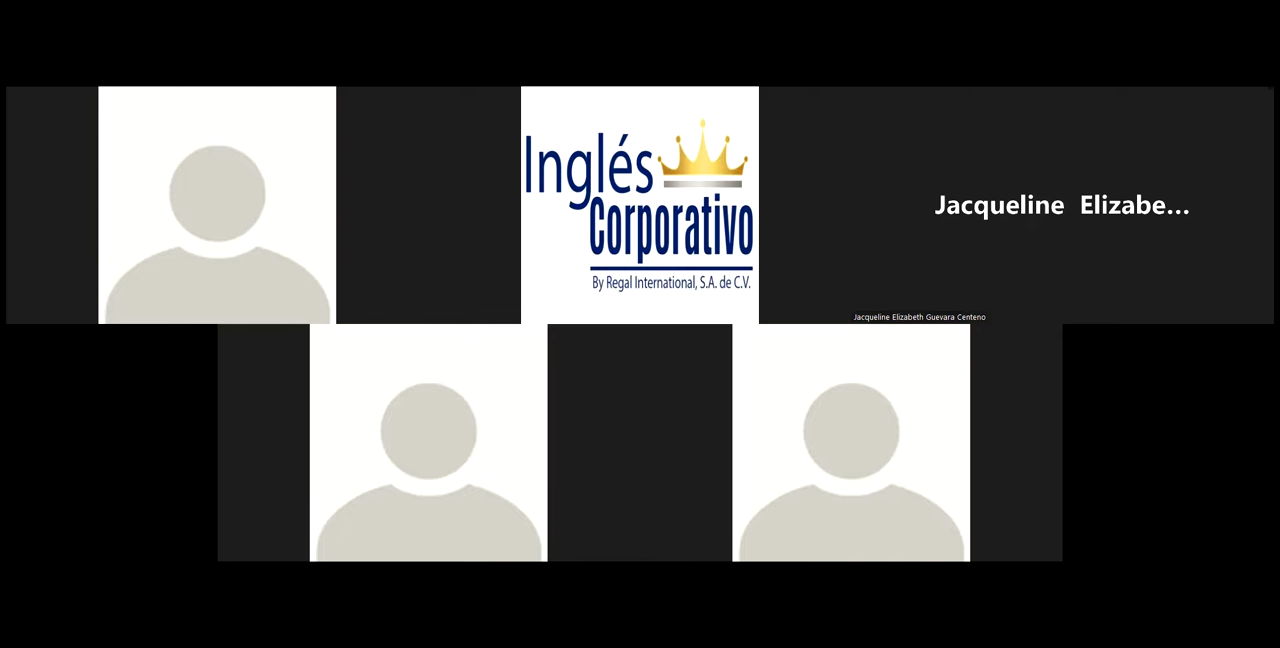 Inglés
Corporativo
By Regal International, S.A. de C.V.
Jacqueline Elizabe...
Jacqueline Elizabeth Guevara Centeno